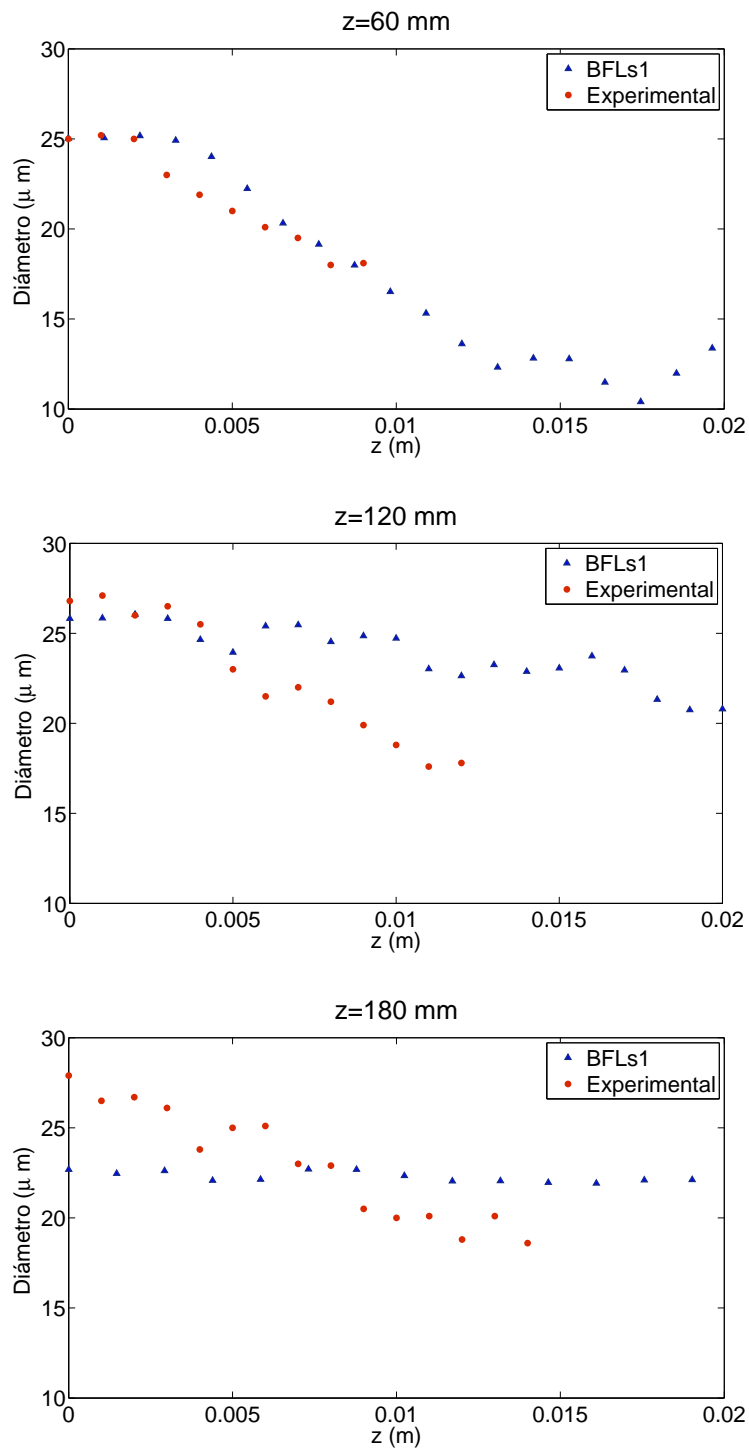 z=60 mm
30
25
20
15
10
Diámetro (μ m)
BFLs1
Experimental
0
0.005
0.01
0.015
0.02
z (m)
z=120 mm
30
25
20
15
10
Diámetro (μ m)
BFLs1
Experimental
0
0.005
0.01
0.015
0.02
z (m)
z=180 mm
30
25
20
15
10
Diámetro (μ m)
BFLs1
Experimental
0
0.005
0.01
0.015
0.02
z (m)